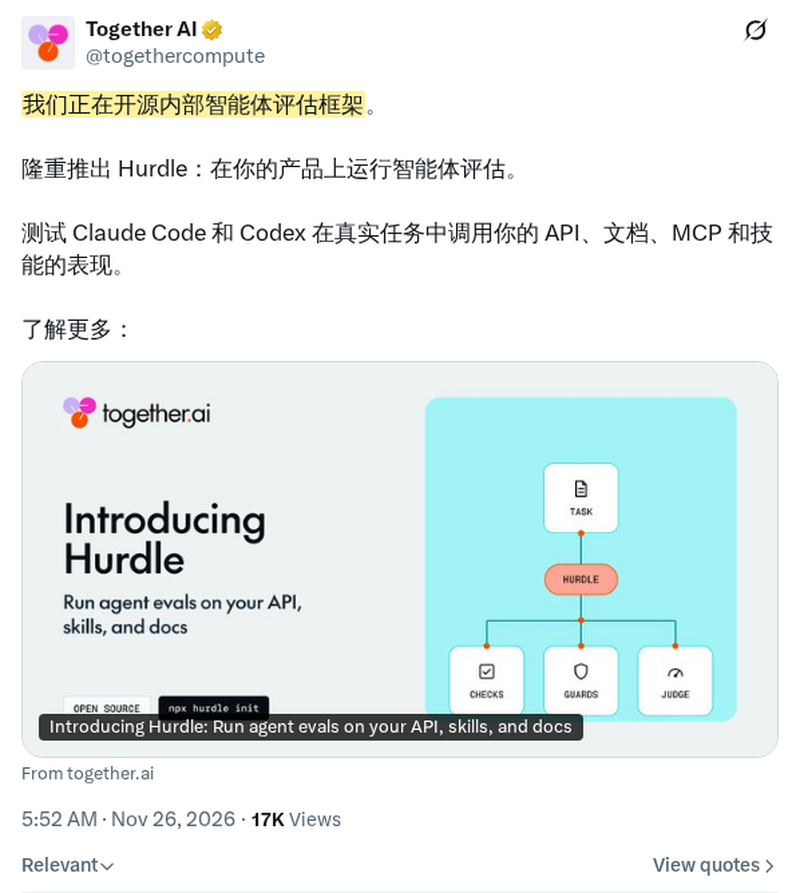 Together AI
@togethercompute
我们正在开源内部智能体评估框架。
隆重推出 Hurdle：在你的产品上运行智能体评估。
测试 Claude Code 和 Codex 在真实任务中调用你的 API、文档、MCP 和技
能的表现。
了解更多：
together.ai
Introducing
Hurdle
Run agent evals on your API,
skills, and docs
OPEN SOURCE
npx hurdle init
TASK
HURDLE
CHECKS
GUARDS
JUDGE
Introducing Hurdle: Run agent evals on your API, skills, and docs
From together.ai
5:52 AM · Nov 26, 2026 · 17K Views
Relevant
View quotes